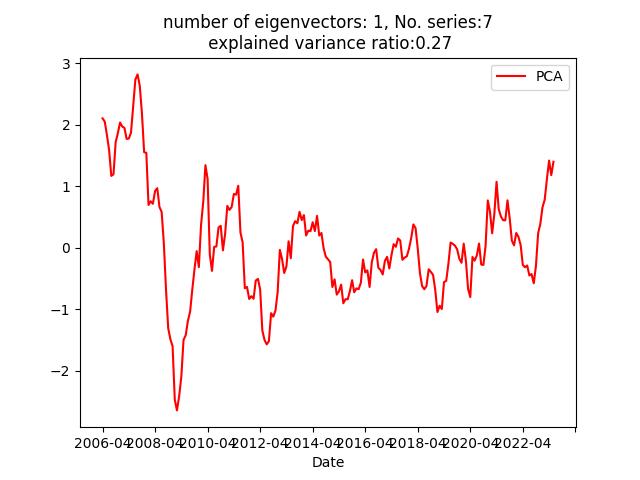 number of eigenvectors: 1, No. series:7
explained variance ratio:0.27
PCA
3
2
1
0
−1
−2
2006-04 2008-04 2010-04 2012-04 2014-04 2016-04 2018-04 2020-04 2022-04
Date